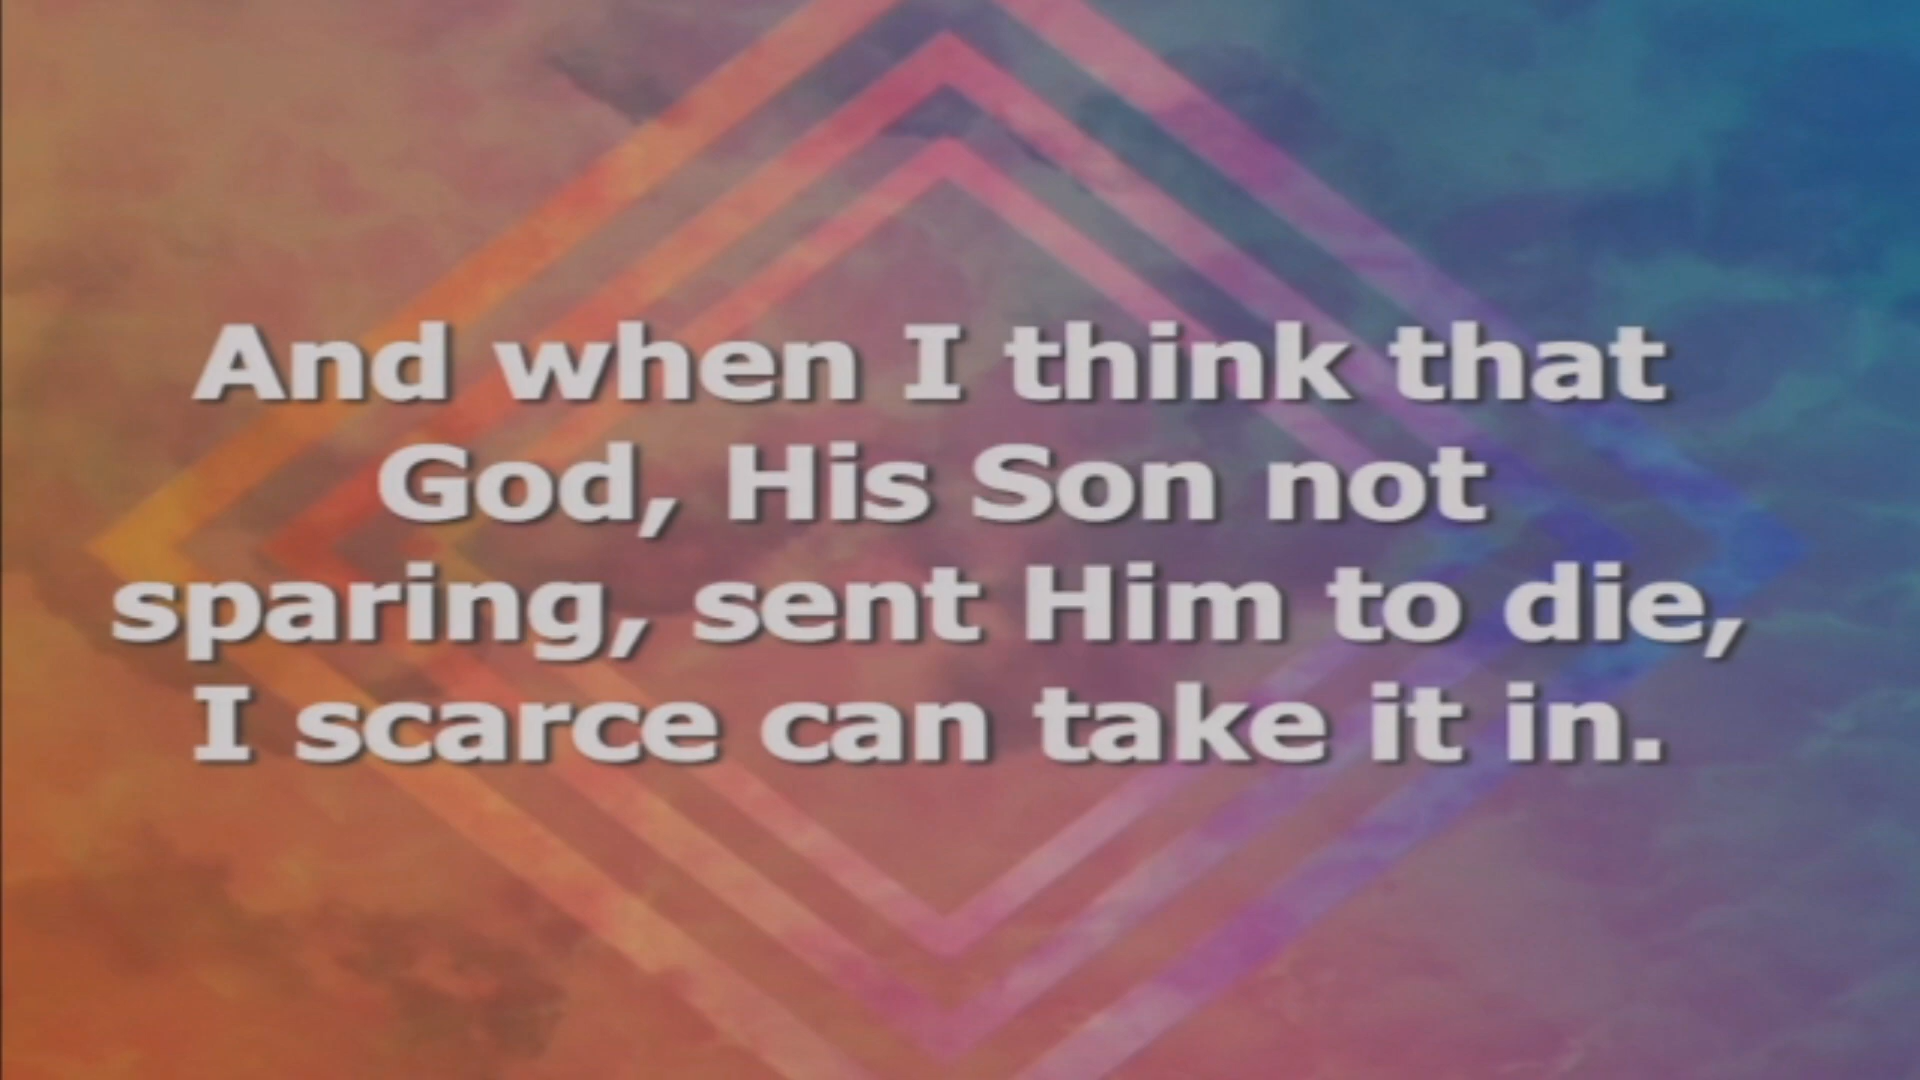 And when I think that
God, His Son not
sparing, sent Him to die,
I scarce can take it in.